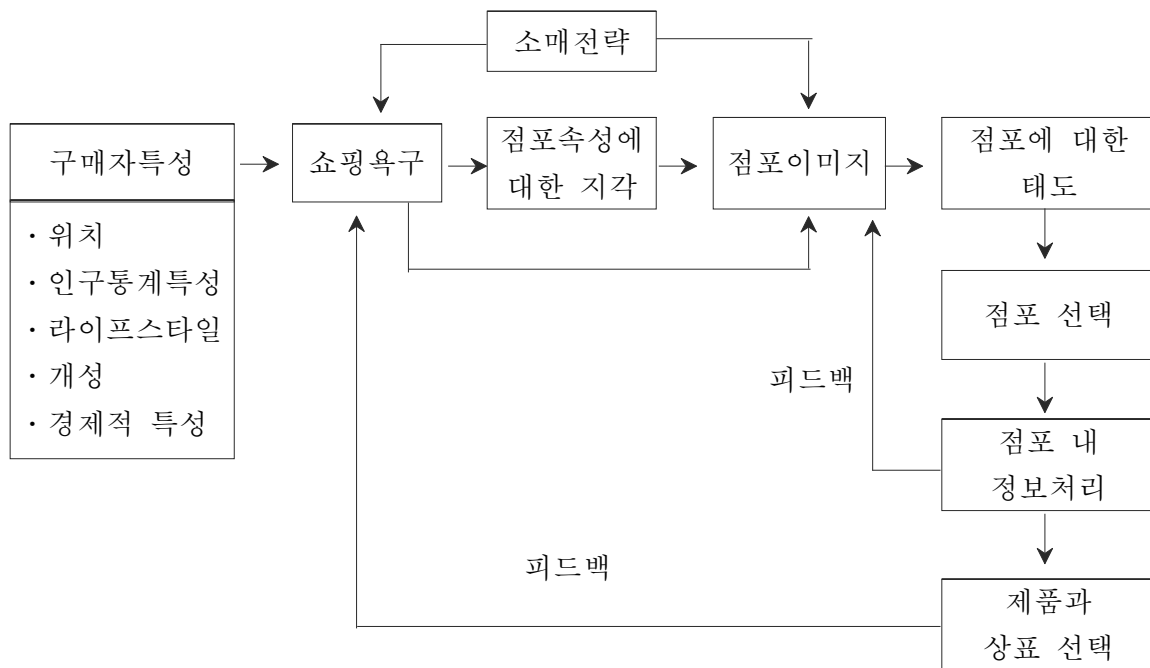 소매전략
구매자특성
· 위치
· 인구통계특성
· 라이프스타일
· 개성
· 경제적 특성
쇼핑욕구
점포속성에
대한 지각
점포이미지
점포에 대한
태도
점포 선택
피드백
점포 내
정보처리
피드백
제품과
상표 선택